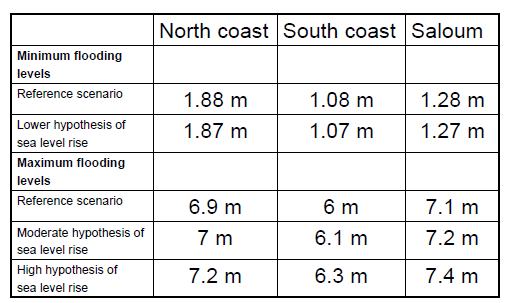 North coast South coast Saloum
Minimum flooding
levels
Reference scenario 1.88 m 1.08 m 1.28 m
Lower hypothesis of
sea level rise 1.87 m 1.07 m 1.27 m
Maximum flooding
levels
Reference scenario 6.9 m 6 m 7.1 m
Moderate hypothesis of
sea level rise 7 m 6.1 m 7.2 m
High hypothesis of
sea level rise 7.2 m 6.3 m 7.4 m